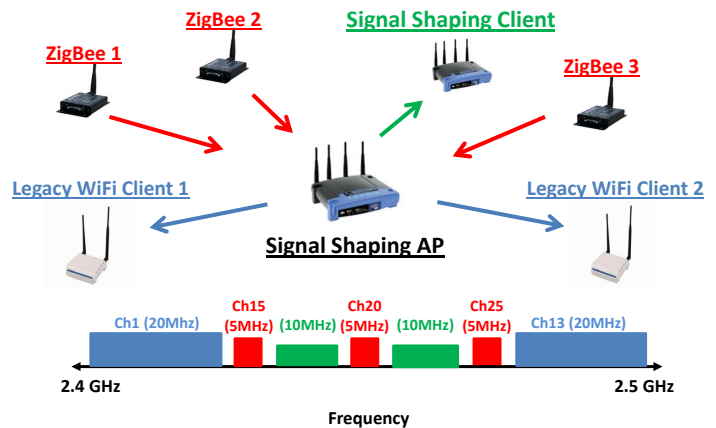 ZigBee 1
ZigBee 2
Signal Shaping Client
ZigBee 3
Legacy WiFi Client 1
Legacy WiFi Client 2
Signal Shaping AP
Ch1 (20Mhz)
Ch15
(5MHz)
(10MHz)
Ch20
(5MHz)
(10MHz)
Ch25
(5MHz)
Ch13 (20MHz)
2.4 GHz
2.5 GHz
Frequency